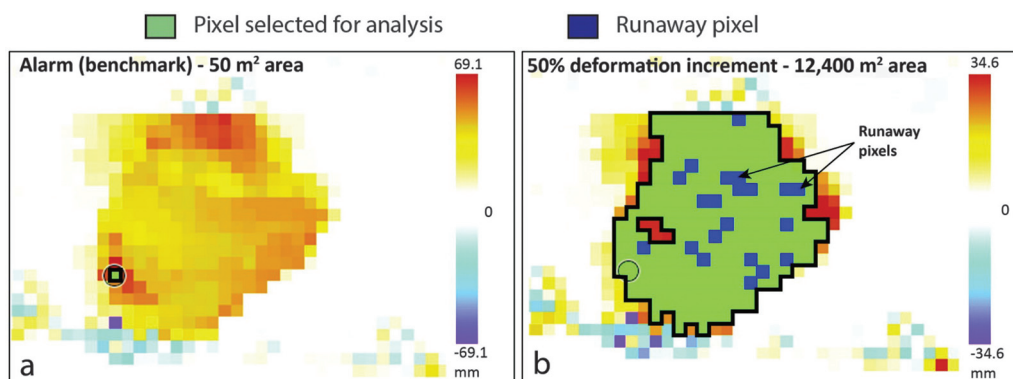 Pixel selected for analysis
Runaway pixel
Alarm (benchmark) - 50 m² area
69.1
0
-69.1
mm
a
50% deformation increment - 12,400 m² area
34.6
Runaway
pixels
0
-34.6
mm
b